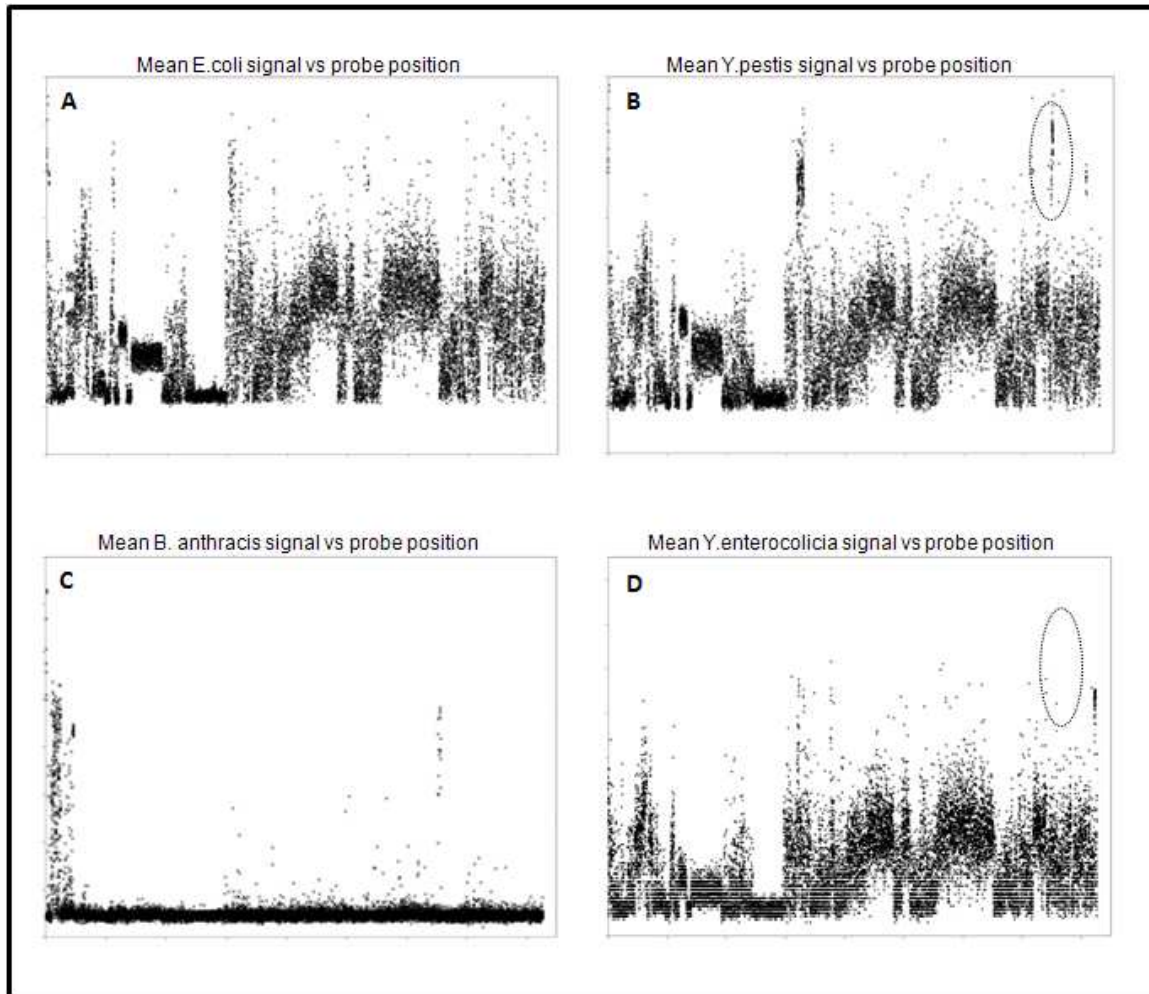 Mean E.coli signal vs probe position
A
Mean Y.pestis signal vs probe position
B
Mean B. anthracis signal vs probe position
C
Mean Y.enterocolicia signal vs probe position
D